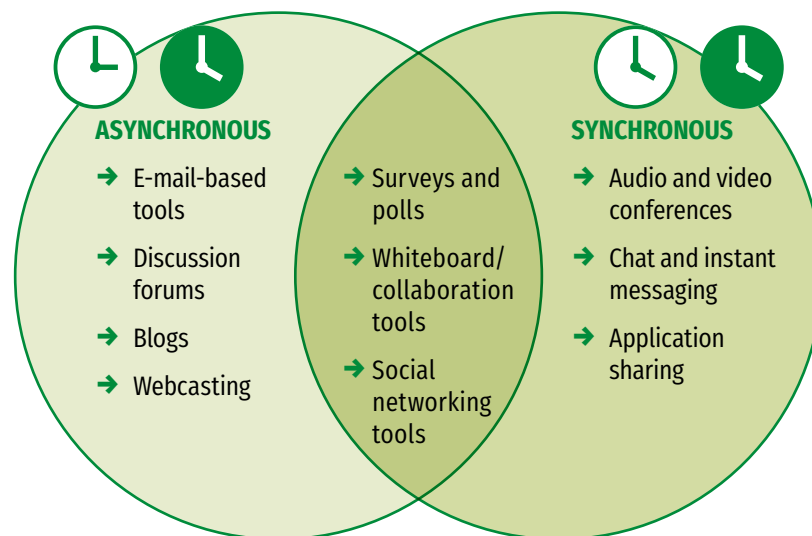 ASYNCHRONOUS
➔ E-mail-based
tools
➔ Discussion
forums
➔ Blogs
➔ Webcasting
➔ Surveys and
polls
➔ Whiteboard/
collaboration
tools
➔ Social
networking
tools
SYNCHRONOUS
➔ Audio and video
conferences
➔ Chat and instant
messaging
➔ Application
sharing